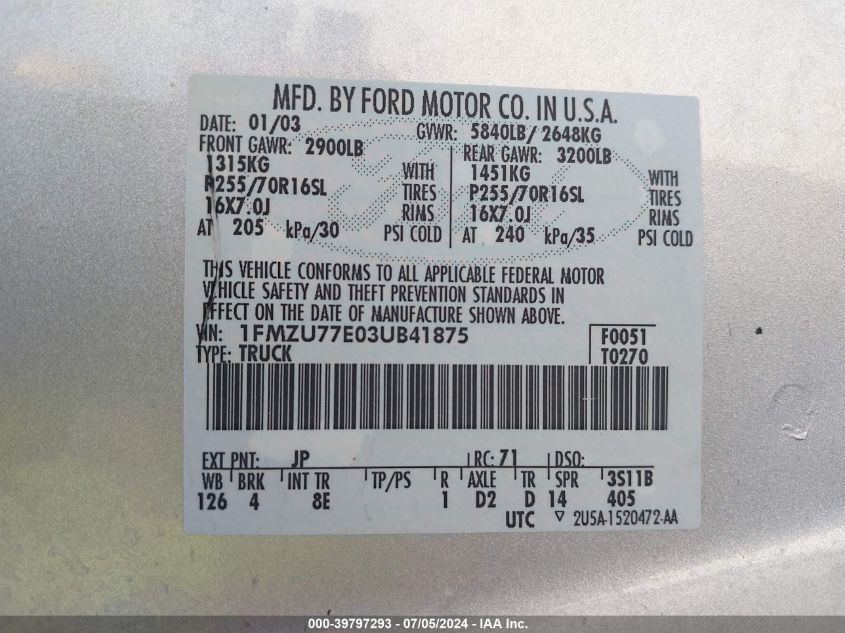 MFD. BY FORD MOTOR CO. IN U.S.A.
DATE: 01/03 GVWR: 5840LB/ 2648KG
FRONT GAWR: 2900LB REAR GAWR: 3200LB
1315KG WITH 1451KG WITH
P255/70R16SL TIRES P255/70R16SL TIRES
16X7.0J RIMS 16X7.0J RIMS
AT 205 kPa/30 PSI COLD AT 240 kPa/35 PSI COLD
THIS VEHICLE CONFORMS TO ALL APPLICABLE FEDERAL MOTOR
VEHICLE SAFETY AND THEFT PREVENTION STANDARDS IN
EFFECT ON THE DATE OF MANUFACTURE SHOWN ABOVE.
VIN: 1FMZU77E03UB41875 F0051
TYPE: TRUCK T0270
EXT PNT: JP RC: 71 DSO:
WB BRK INT TR TP/PS R AXLE TR SPR 3S11B
126 4 8E 1 D2 D 14 405
UTC ▽ 2U5A-1520472-AA
000-39797293 - 07/05/2024 - IAA Inc.